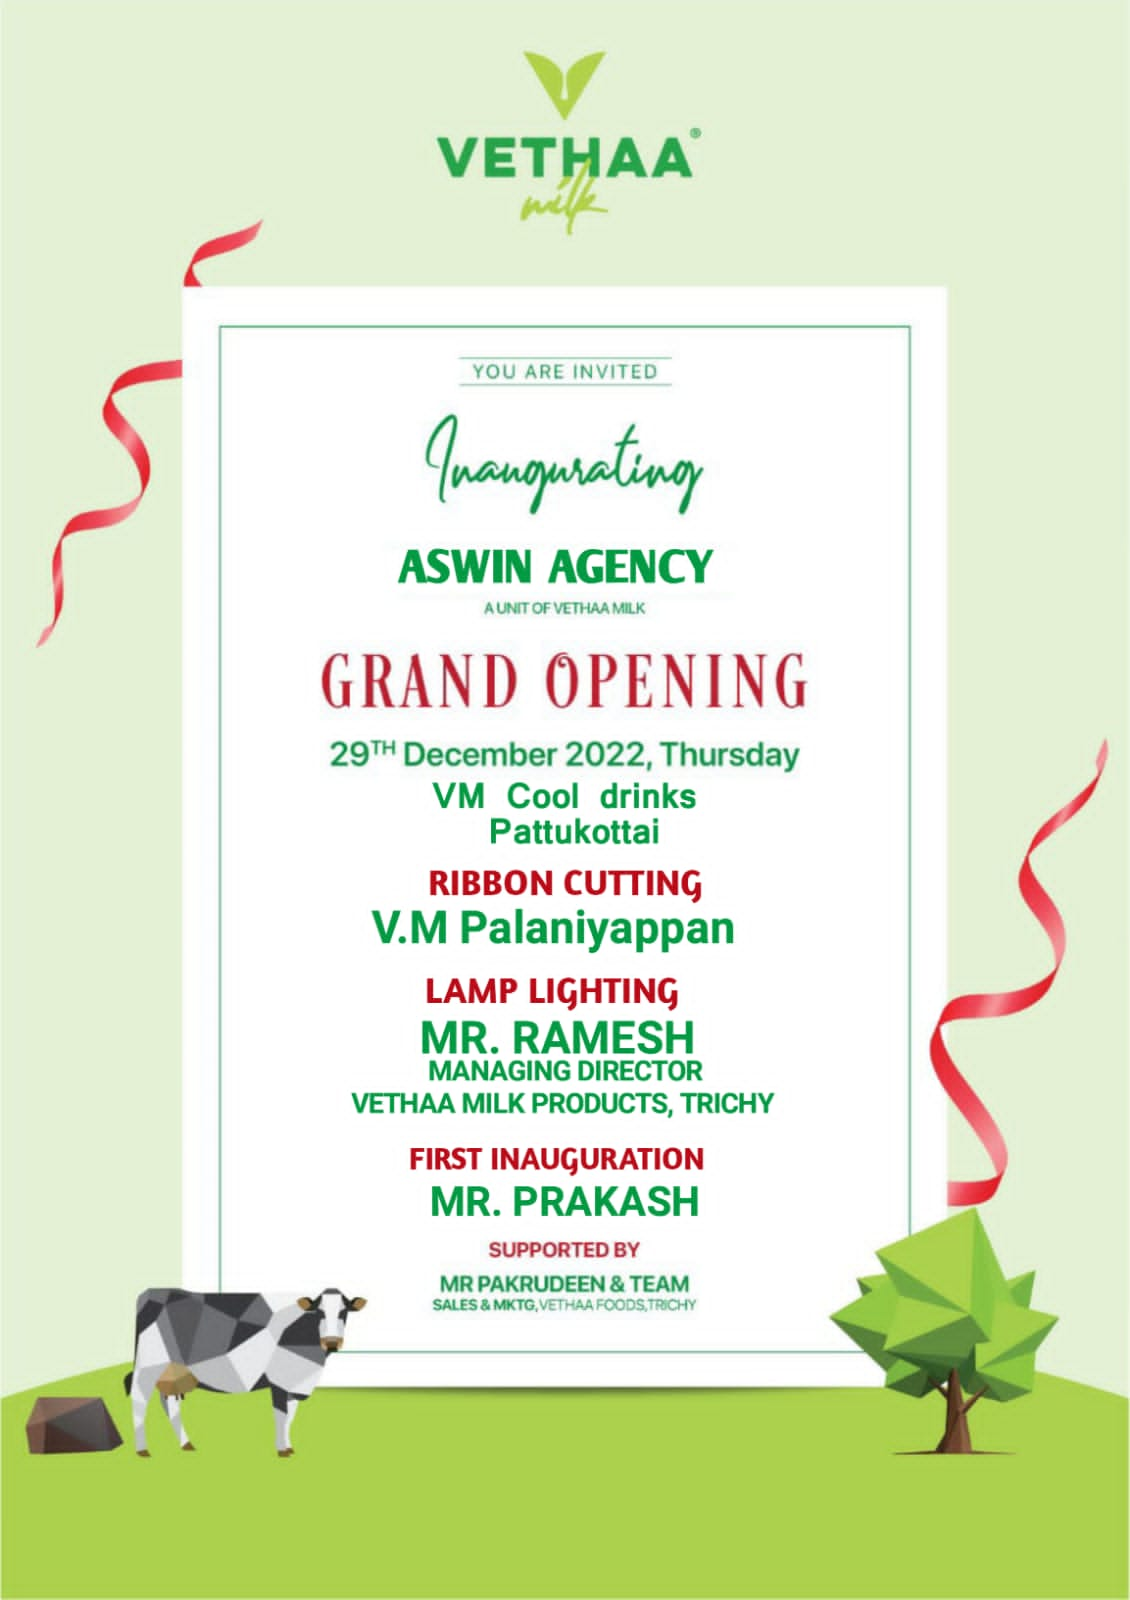 VETHAA®
milk
YOU ARE INVITED
Inaugurating
ASWIN AGENCY
A UNIT OF VETHAA MILK
GRAND OPENING
29TH December 2022, Thursday
VM Cool drinks
Pattukottai
RIBBON CUTTING
V.M Palaniyappan
LAMP LIGHTING
MR. RAMESH
MANAGING DIRECTOR
VETHAA MILK PRODUCTS, TRICHY
FIRST INAUGURATION
MR. PRAKASH
SUPPORTED BY
MR PAKRUDEEN & TEAM
SALES & MKTG,VETHAA FOODS,TRICHY